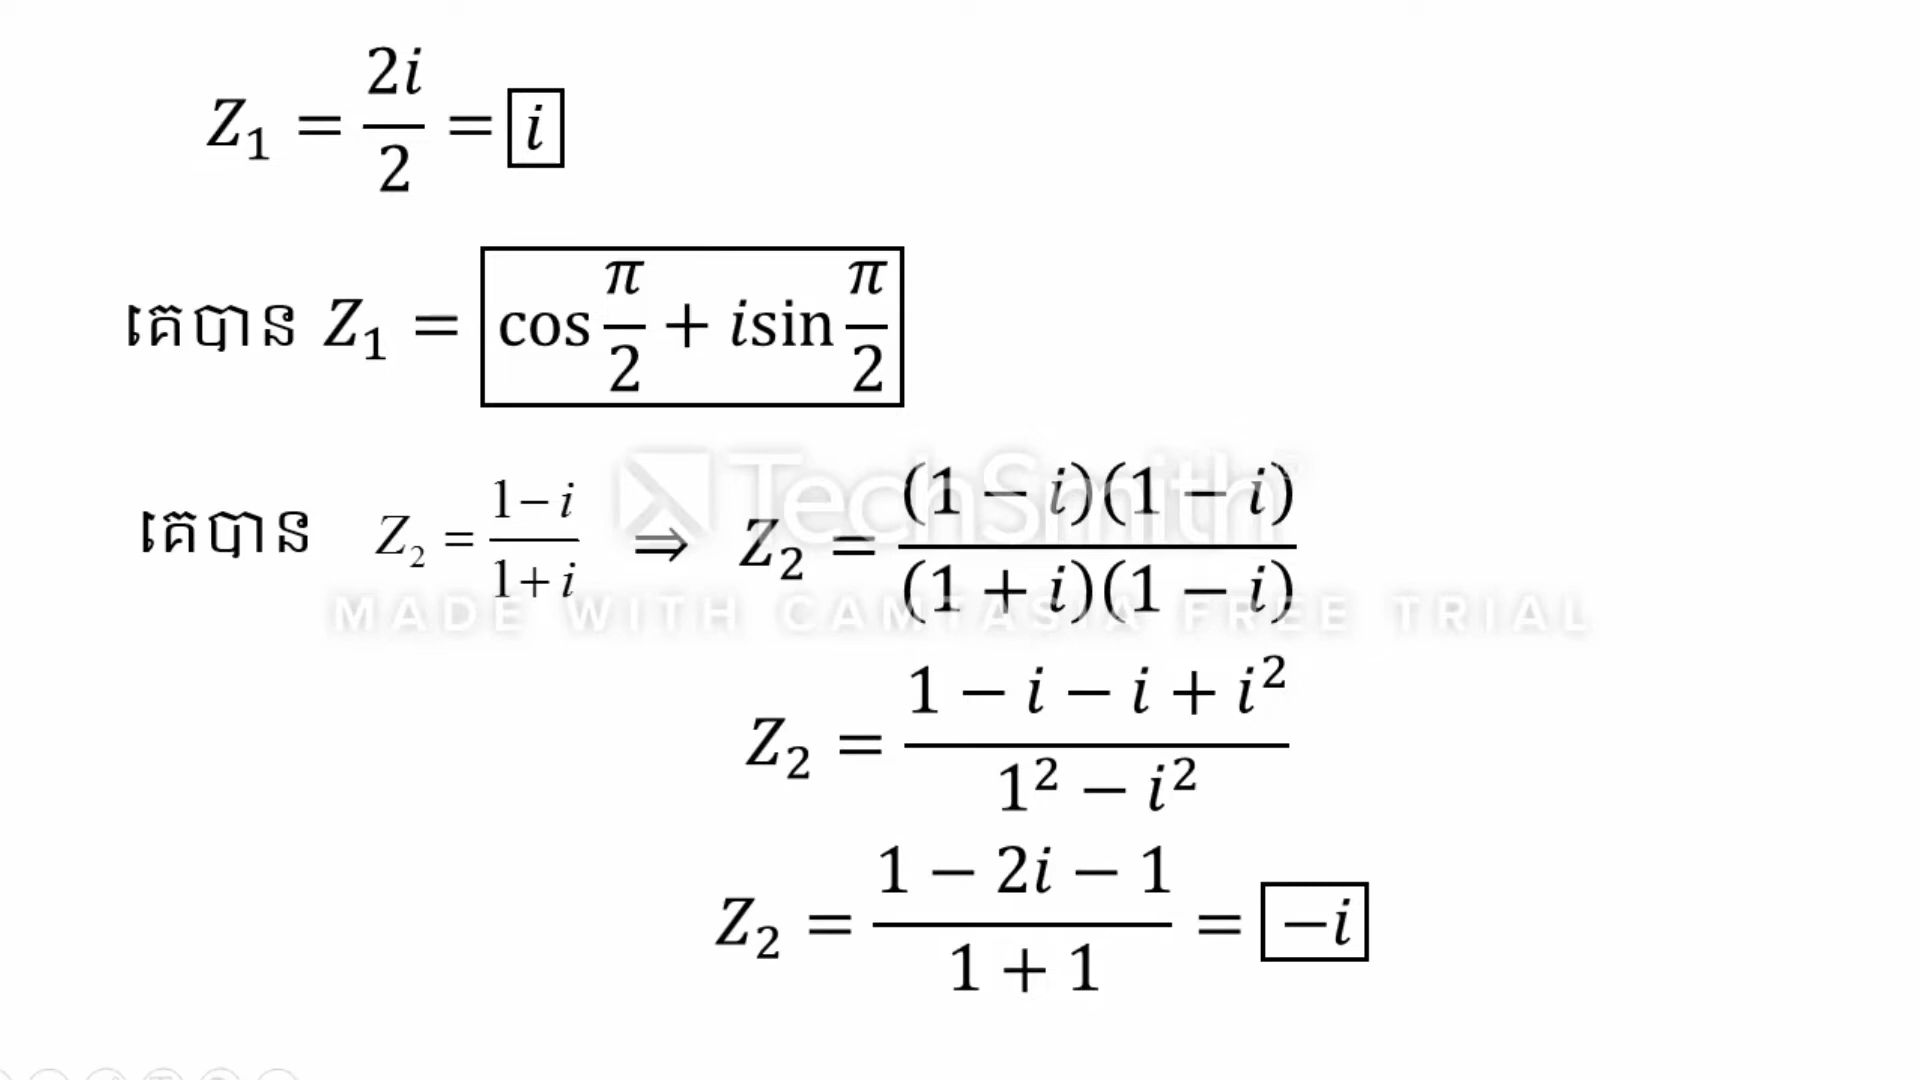 Z₁ = 2i/2 = i
គេបាន Z₁ = cos π/2 + isin π/2
គេបាន Z₂ = (1 − i)/(1 + i) ⇒ Z₂ = (1 − i)(1 − i)/(1 + i)(1 − i)
TechSmith
MADE WITH CAMTASIA FREE TRIAL
Z₂ = (1 − i − i + i²)/(1² − i²)
Z₂ = (1 − 2i − 1)/(1 + 1) = −i